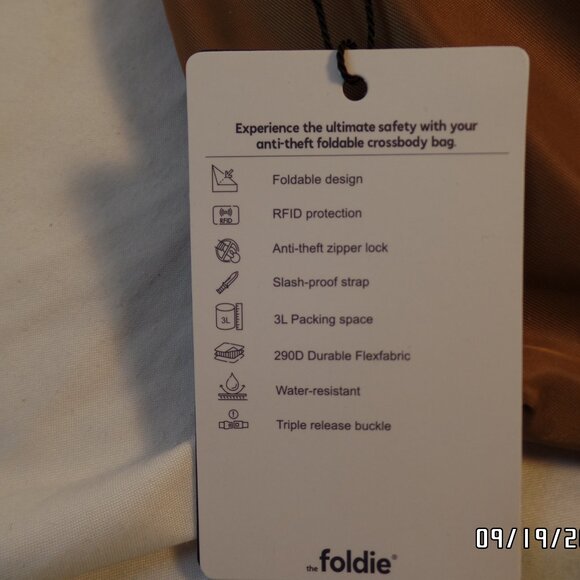 Experience the ultimate safety with your
anti-theft foldable crossbody bag.
Foldable design
RFID
RFID protection
Anti-theft zipper lock
Slash-proof strap
3L
3L Packing space
290D Durable Flexfabric
Water-resistant
1
Triple release buckle
the foldie®
09/19/2